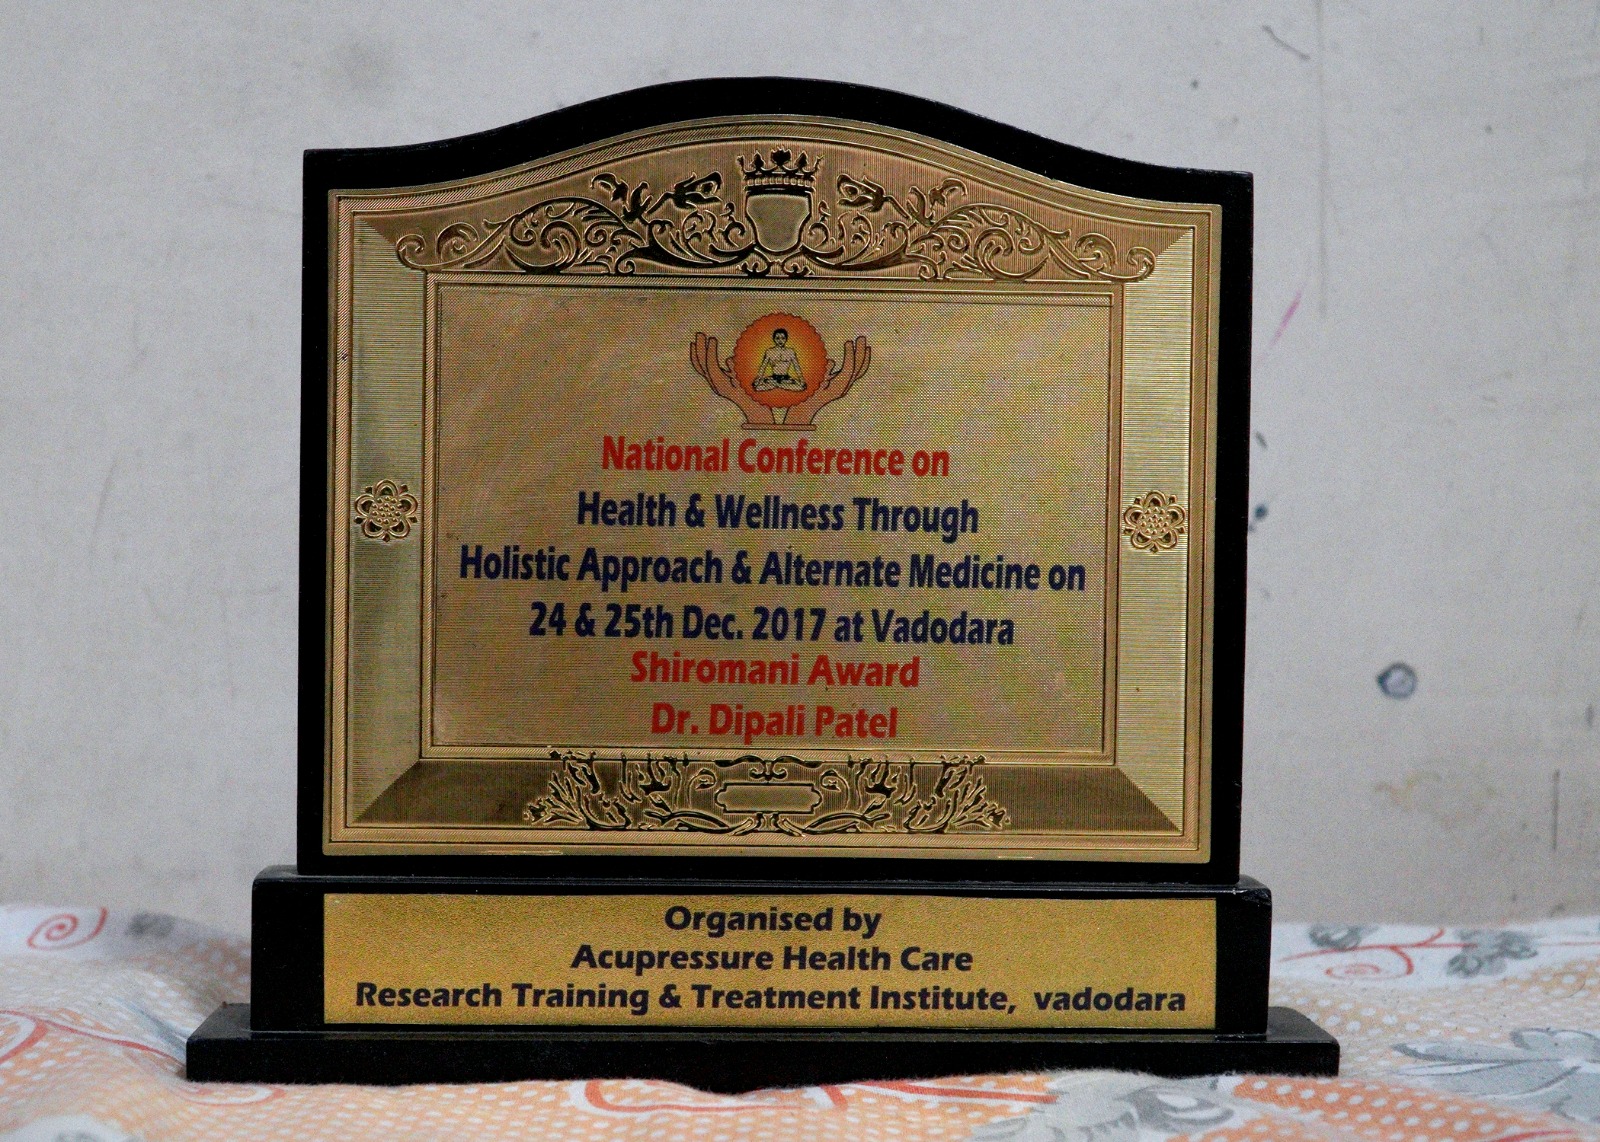 National Conference on
Health & Wellness Through
Holistic Approach & Alternate Medicine on
24 & 25th Dec. 2017 at Vadodara
Shiromani Award
Dr. Dipali Patel
Organised by
Acupressure Health Care
Research Training & Treatment Institute, vadodara